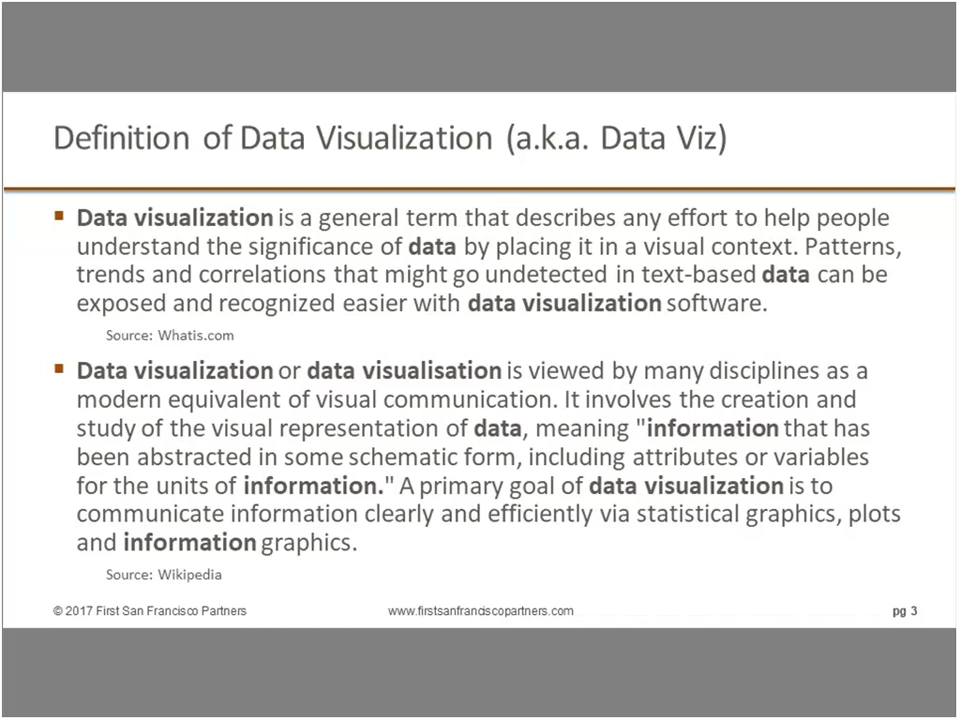 Definition of Data Visualization (a.k.a. Data Viz)
▪ Data visualization is a general term that describes any effort to help people
understand the significance of data by placing it in a visual context. Patterns,
trends and correlations that might go undetected in text-based data can be
exposed and recognized easier with data visualization software.
Source: Whatis.com
▪ Data visualization or data visualisation is viewed by many disciplines as a
modern equivalent of visual communication. It involves the creation and
study of the visual representation of data, meaning "information that has
been abstracted in some schematic form, including attributes or variables
for the units of information." A primary goal of data visualization is to
communicate information clearly and efficiently via statistical graphics, plots
and information graphics.
Source: Wikipedia
© 2017 First San Francisco Partners www.firstsanfranciscopartners.com pg 3